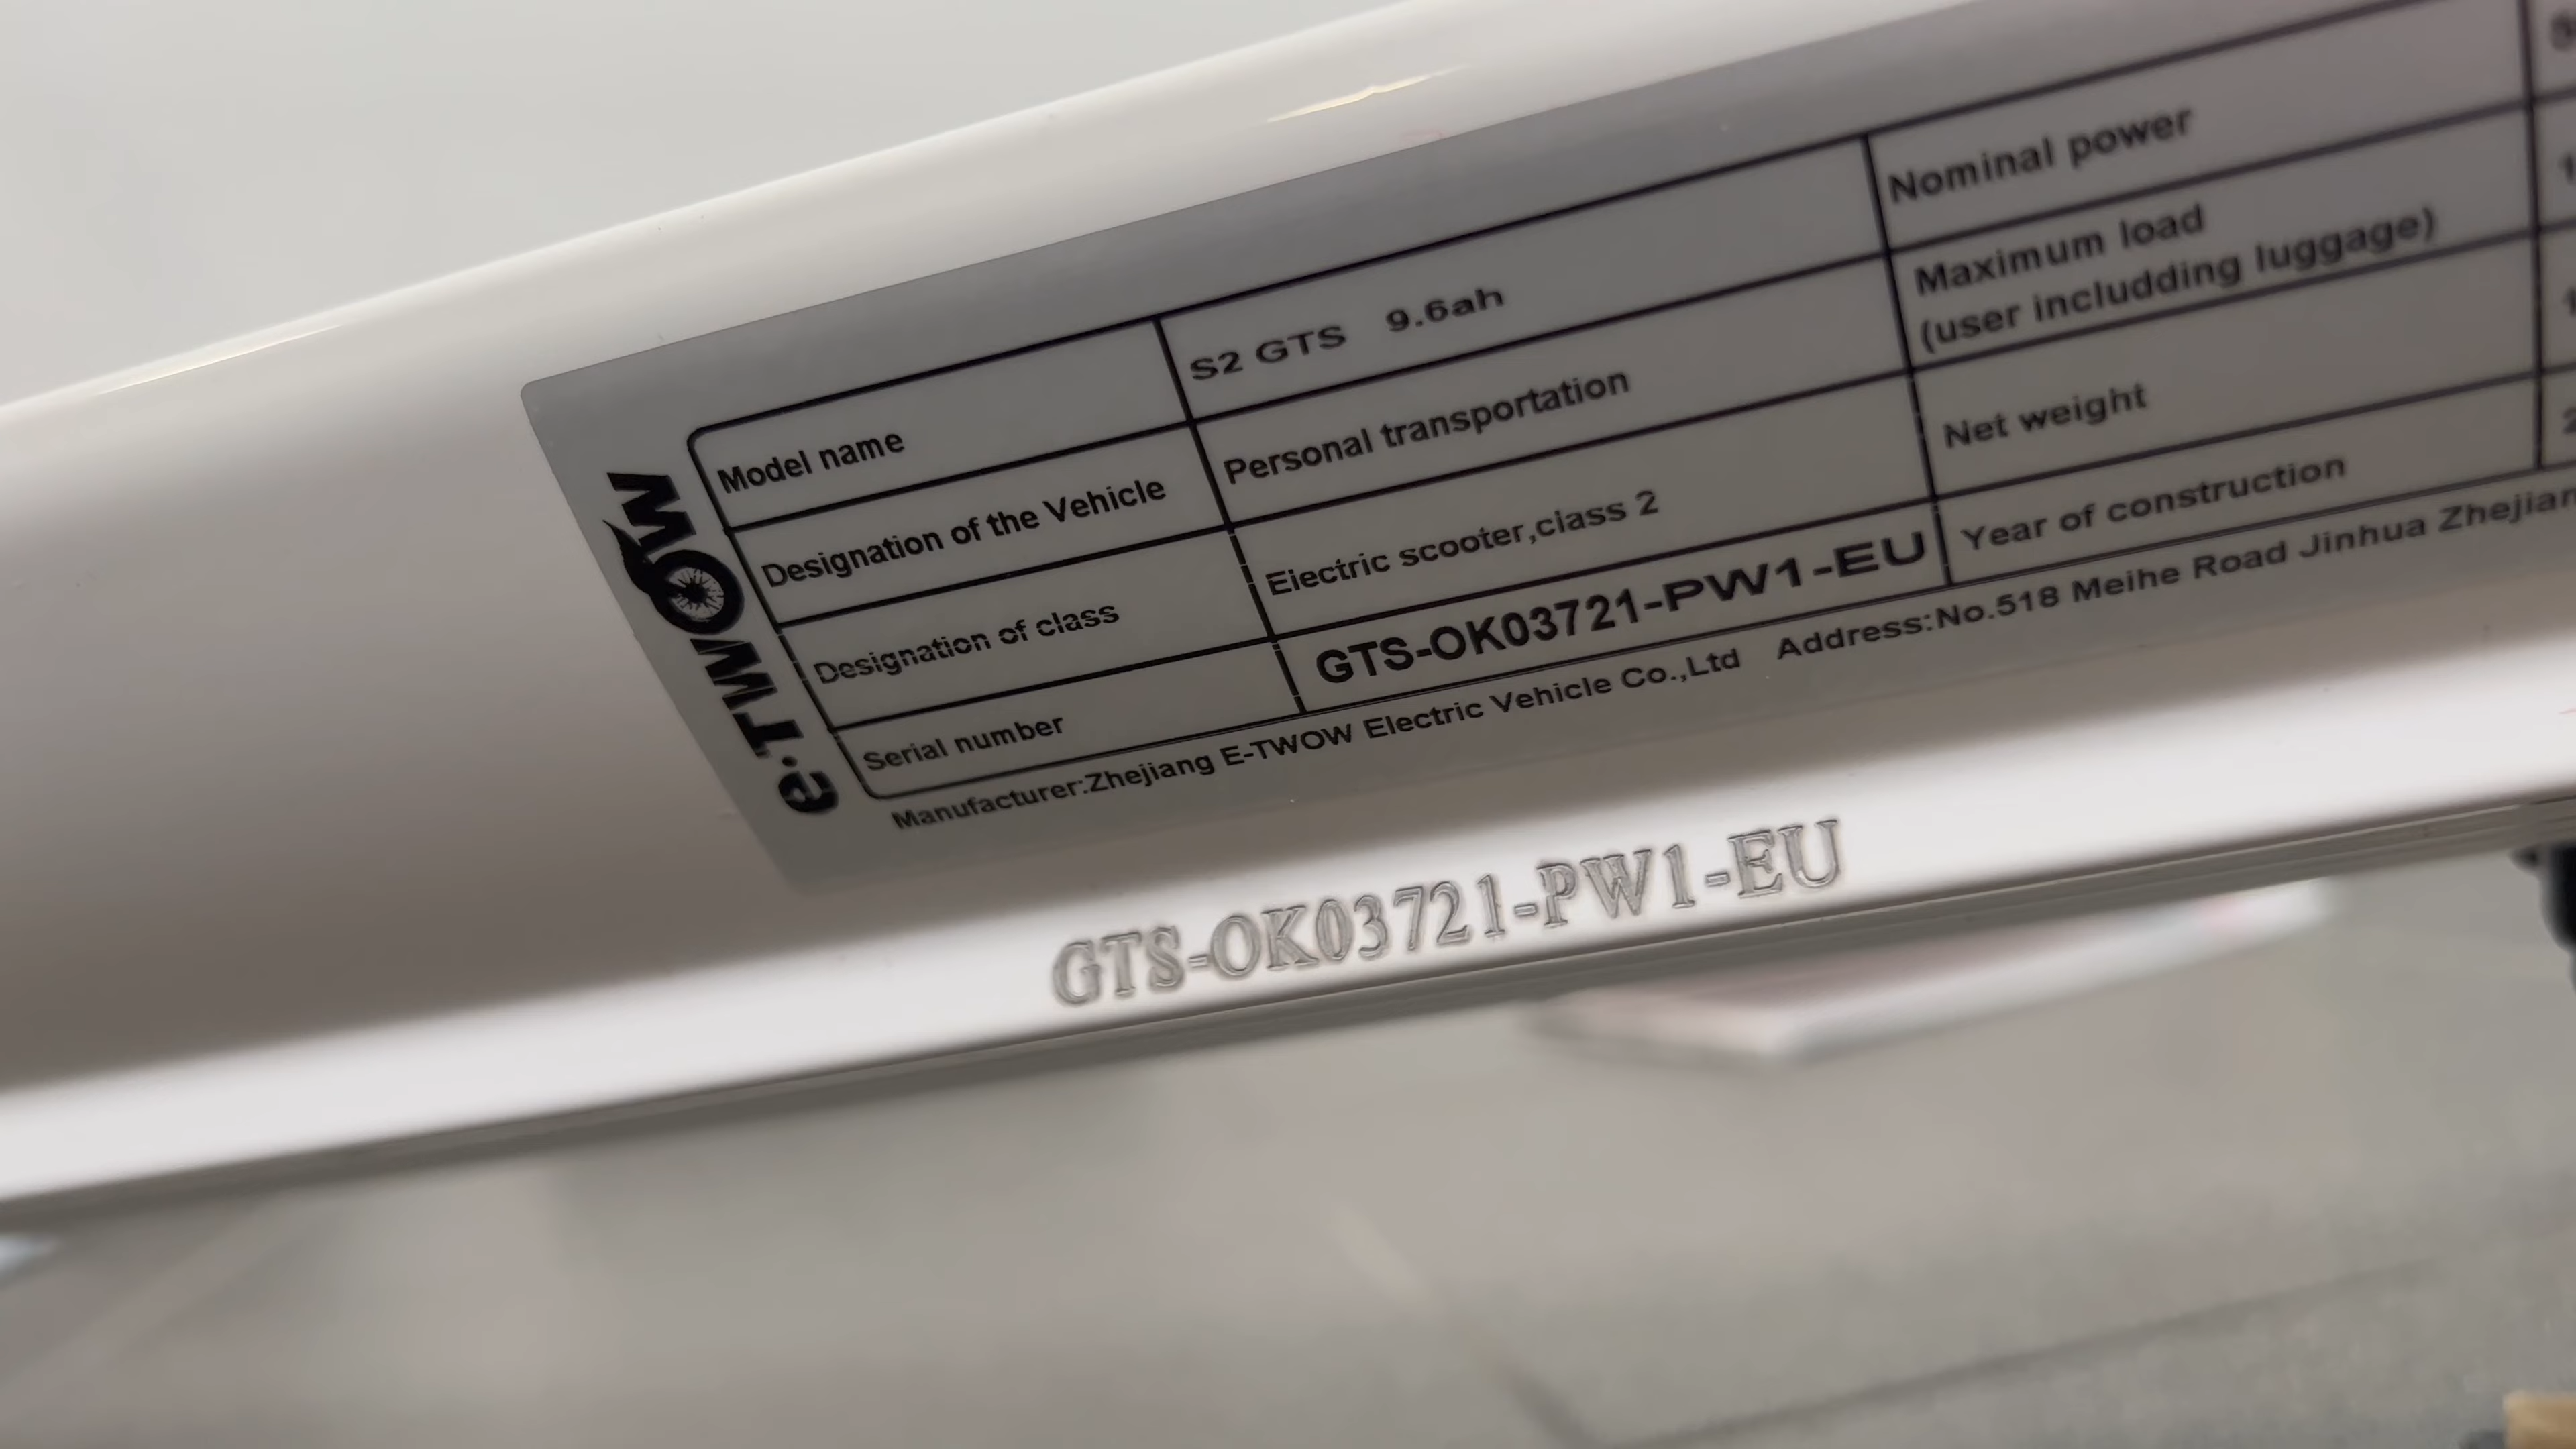 e·TWOW
Model name S2 GTS 9.6ah Nominal power
Designation of the Vehicle Personal transportation Maximum load
(user includding luggage)
Designation of class Eiectric scooter,class 2 Net weight
Serial number GTS-OK03721-PW1-EU Year of construction
Manufacturer:Zhejiang E-TWOW Electric Vehicle Co.,Ltd Address:No.518 Meihe Road Jinhua Zhejian
GTS-OK03721-PW1-EU